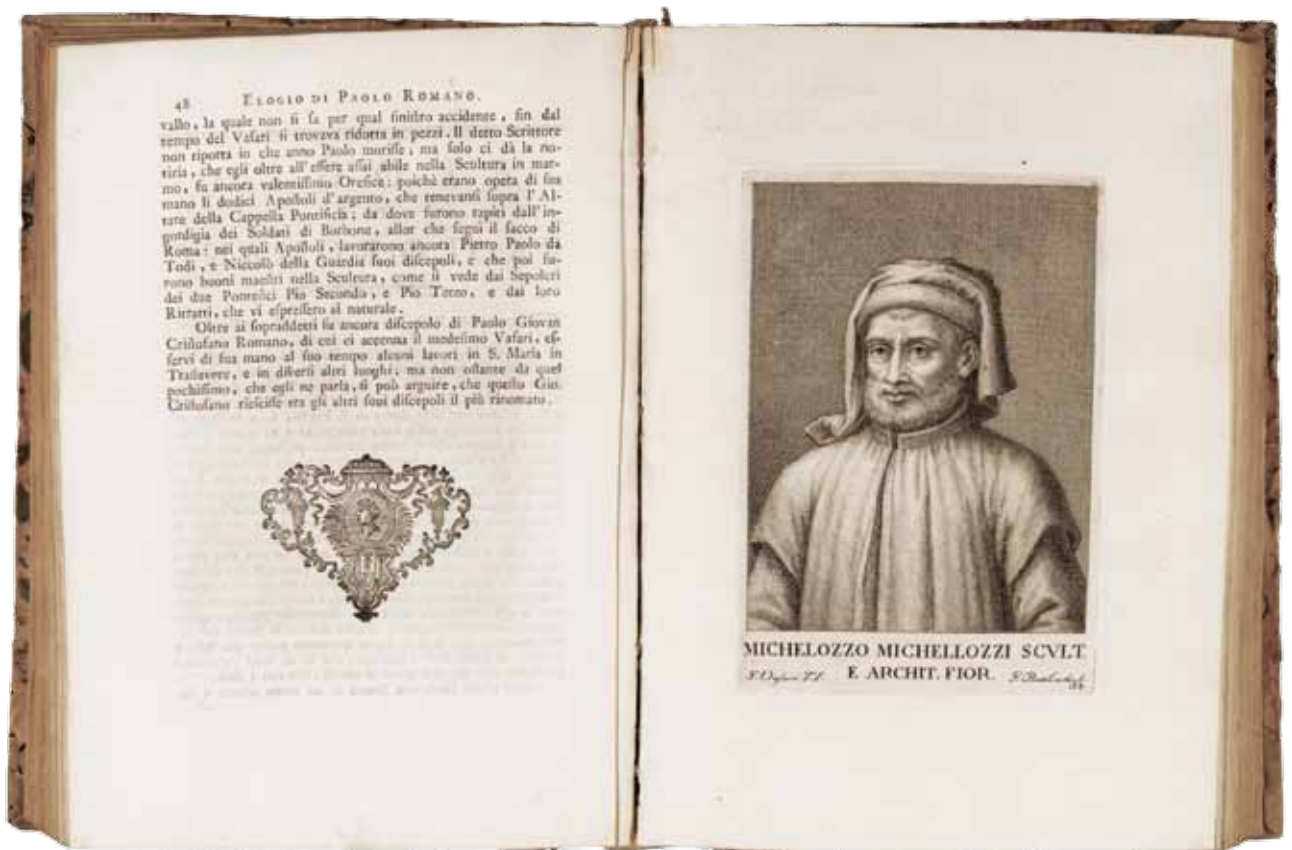 48 ELOGIO DI PAOLO ROMANO.
vallo, la quale non si sa per qual sinistro accidente, fin dal
tempo del Vasari si trovava ridotta in pezzi. Il detto Scrittore
non riporta in che anno Paolo morisse, ma solo ci dà la no-
tizia, che egli oltre all'essere assai abile nella Scultura in mar-
mo, fu ancora valentissimo Orefice; poichè erano opera di sua
mano li dodici Apostoli d'argento, che tenevansi sopra l'Al-
tare della Cappella Pontificia; da dove furono rapiti dall'in-
gordigia dei Soldati di Borbone, allor che seguì il sacco di
Roma: nei quali Apostoli, lavorarono ancora Pietro Paolo da
Todi, e Niccolò della Guardia suoi discepoli, e che poi fu-
rono buoni maestri nella Scultura, come si vede dai Sepolcri
dei due Pontefici Pio Secondo, e Pio Terzo, e dai loro
Ritratti, che vi espressero al naturale.
Oltre ai sopraddetti fu ancora discepolo di Paolo Giovan
Cristofano Romano, di cui ci accenna il medesimo Vasari, es-
servi di sua mano al suo tempo alcuni lavori in S. Maria in
Trastevere, e in diversi altri luoghi; ma non ostante da quel
pochissimo, che egli ne parla, si può arguire, che questo Gio.
Cristofano riescisse tra gli altri suoi discepoli il più rinomato.
MICHELOZZO MICHELLOZZI SCVLT.
E ARCHIT. FIOR.